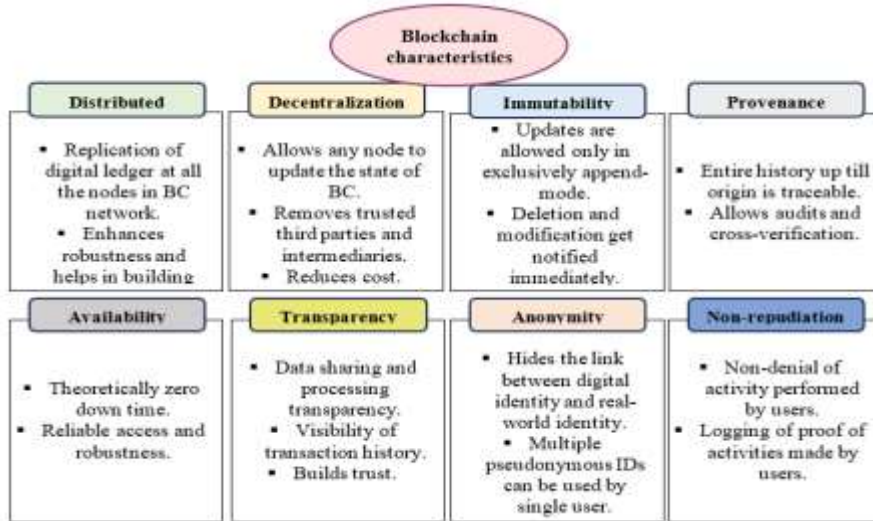 Blockchain
characteristics
Distributed
Replication of
digital ledger at all
the nodes in BC
network.
Enhances
robustness and
helps in building
Decentralization
Allows any node to
update the state of
BC.
Removes trusted
third parties and
intermediaries.
Reduces cost.
Immutability
Updates are
allowed only in
exclusively append-
mode.
Deletion and
modification get
notified
immediately.
Provenance
Entire history up till
origin is traceable.
Allows audits and
cross-verification.
Availability
Theoretically zero
down time.
Reliable access and
robustness.
Transparency
Data sharing and
processing
transparency.
Visibility of
transaction history.
Builds trust.
Anonymity
Hides the link
between digital
identity and real-
world identity.
Multiple
pseudonymous IDs
can be used by
single user.
Non-repudiation
Non-denial of
activity performed
by users.
Logging of proof of
activities made by
users.